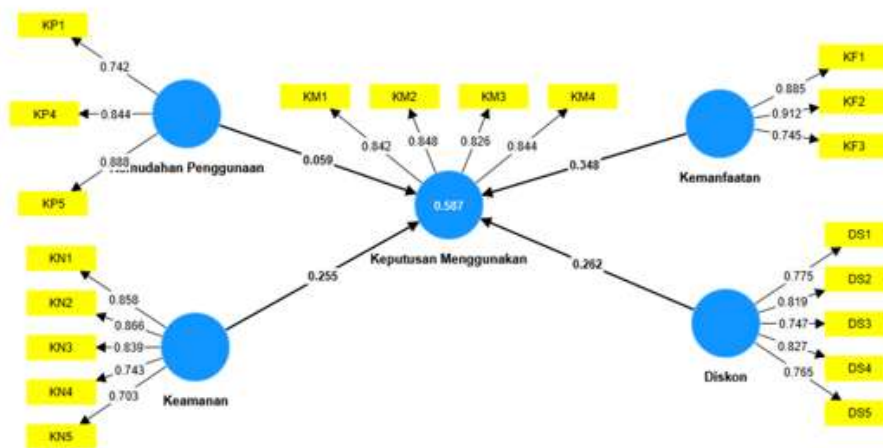 KP1
0.742
KP4
0.844
0.888
KP5
Kemudahan Penggunaan
0.059
KM1
KM2
KM3
KM4
0.842
0.848
0.826
0.844
0.587
Keputusan Menggunakan
KF1
0.885
KF2
0.912
0.745
KF3
Kemanfaatan
0.348
KN1
0.858
KN2
0.866
KN3
0.839
KN4
0.743
0.703
KN5
Keamanan
0.255
DS1
0.775
DS2
0.819
DS3
0.747
DS4
0.827
0.765
DS5
Diskon
0.262